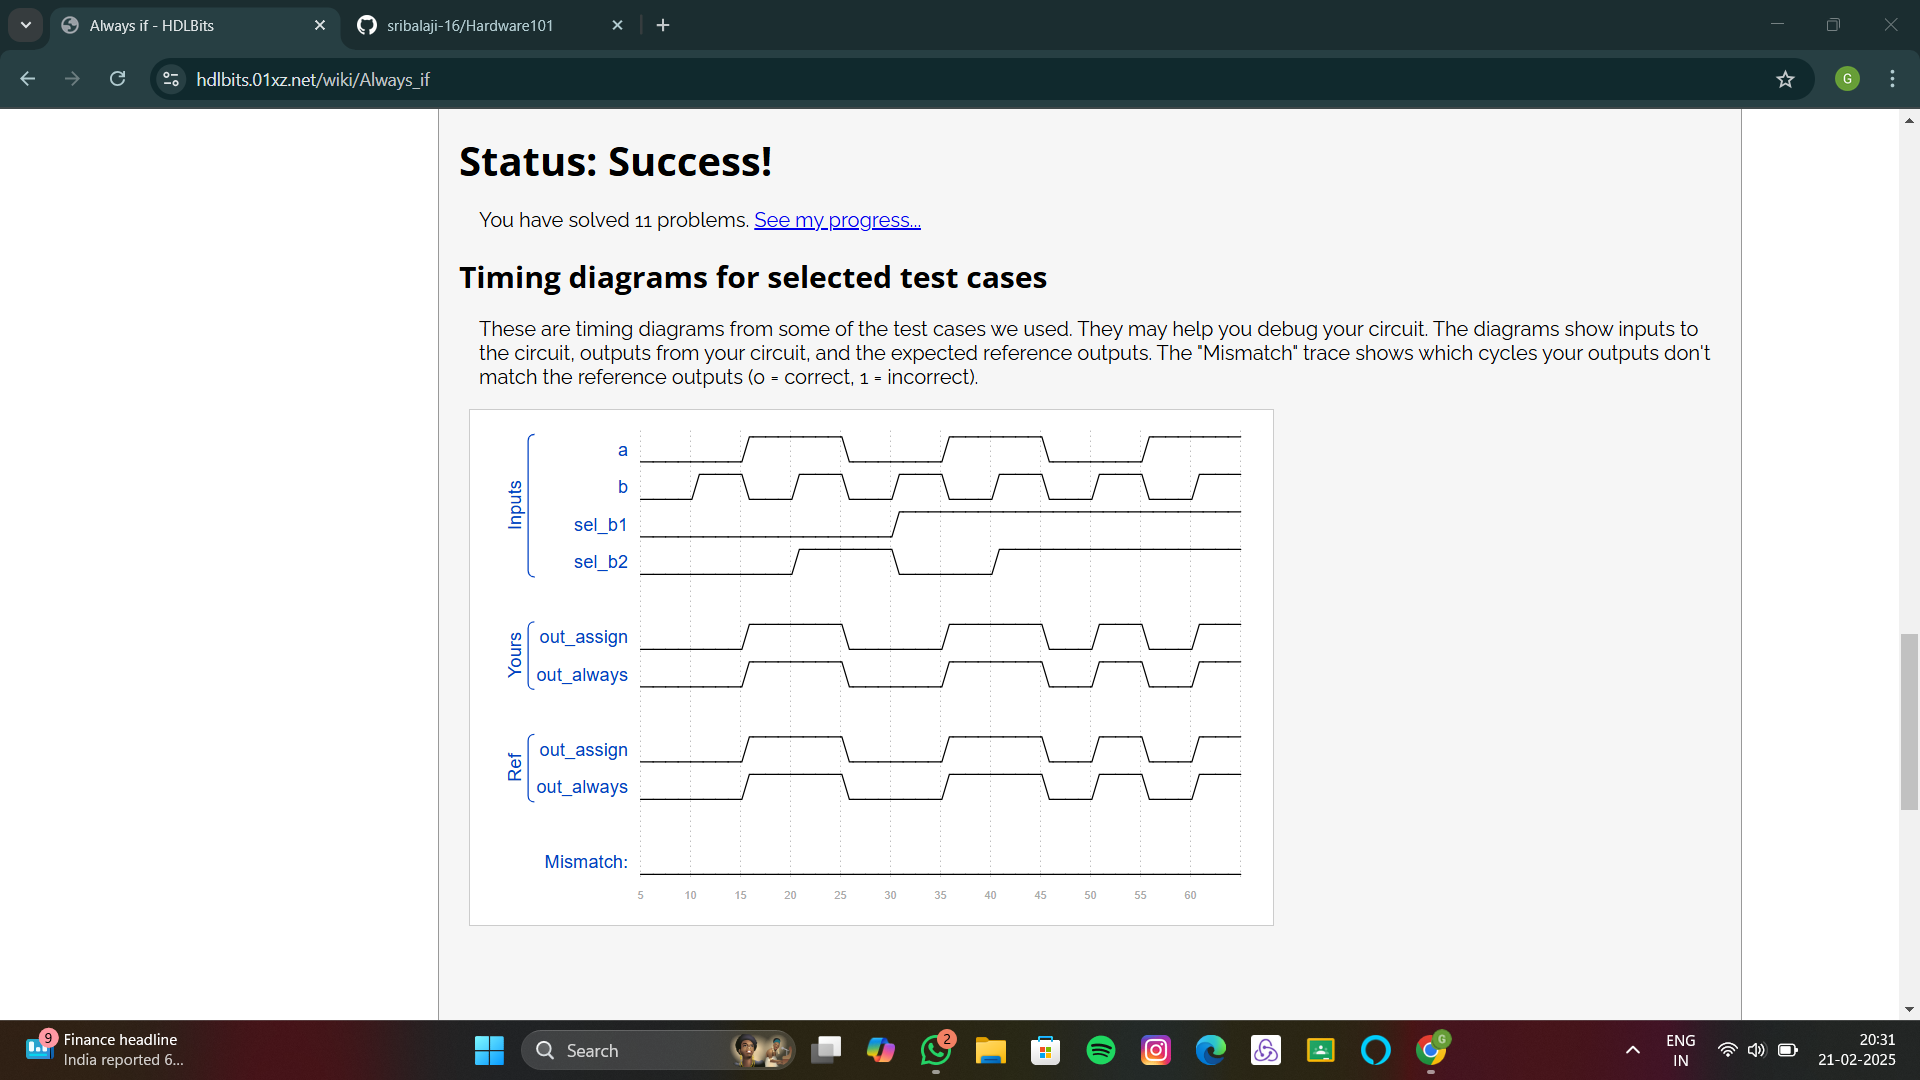 Always if - HDLBits
sribalaji-16/Hardware101
hdlbits.01xz.net/wiki/Always_if
G
Status: Success!
You have solved 11 problems. See my progress...
Timing diagrams for selected test cases
These are timing diagrams from some of the test cases we used. They may help you debug your circuit. The diagrams show inputs to
the circuit, outputs from your circuit, and the expected reference outputs. The "Mismatch" trace shows which cycles your outputs don't
match the reference outputs (0 = correct, 1 = incorrect).
Inputs
a
b
sel_b1
sel_b2
Yours
out_assign
out_always
Ref
out_assign
out_always
Mismatch:
5 10 15 20 25 30 35 40 45 50 55 60
9
Finance headline
India reported 6...
Search
2
G
ENG
IN
20:31
21-02-2025